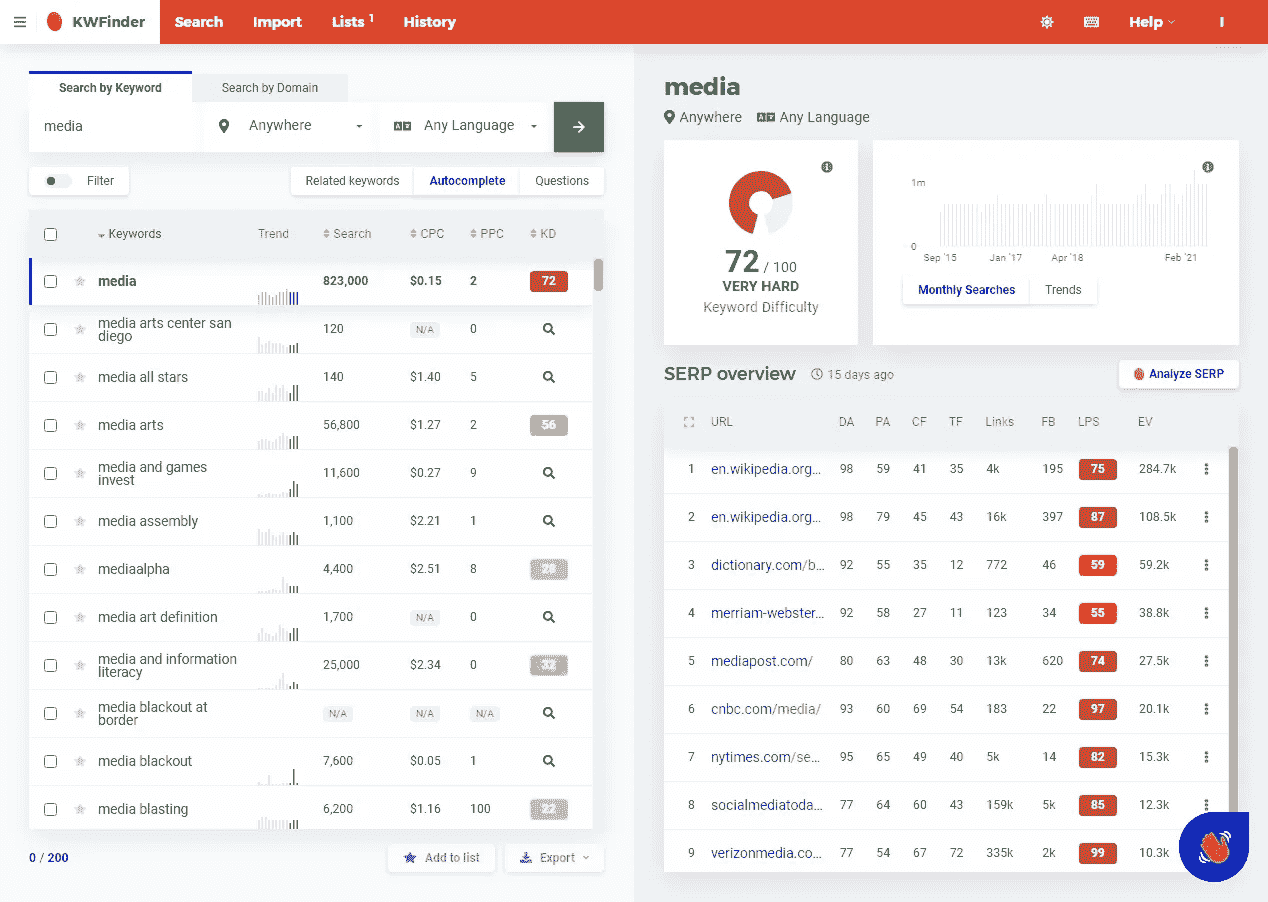 KWFinder Search Import Lists 1 History Help
Search by Keyword Search by Domain
media Anywhere Any Language
Filter Related keywords Autocomplete Questions
Keywords Trend Search CPC PPC KD
media 823,000 $0.15 2 72
media arts center san
diego 120 N/A 0
media all stars 140 $1.40 5
media arts 56,800 $1.27 2 56
media and games
invest 11,600 $0.27 9
media assembly 1,100 $2.21 1
mediaalpha 4,400 $2.51 8
media art definition 1,700 N/A 0
media and information
literacy 25,000 $2.34 0
media blackout at
border N/A N/A N/A
media blackout 7,600 $0.05 1
media blasting 6,200 $1.16 100
0 / 200 Add to list Export
media
Anywhere Any Language
72 / 100
VERY HARD
Keyword Difficulty
1m
0
Sep '15 Jan '17 Apr '18 Feb '21
Monthly Searches Trends
SERP overview 15 days ago Analyze SERP
URL DA PA CF TF Links FB LPS EV
1 en.wikipedia.org... 98 59 41 35 4k 195 75 284.7k
2 en.wikipedia.org... 98 79 45 43 16k 397 87 108.5k
3 dictionary.com/b... 92 55 35 12 772 46 59 59.2k
4 merriam-webster... 92 58 27 11 123 34 55 38.8k
5 mediapost.com/ 80 63 48 30 13k 620 74 27.5k
6 cnbc.com/media/ 93 60 69 54 183 22 97 20.1k
7 nytimes.com/se... 95 65 49 40 5k 14 82 15.3k
8 socialmediatoda... 77 64 60 43 159k 5k 85 12.3k
9 verizonmedia.co... 77 54 67 72 335k 2k 99 10.3k